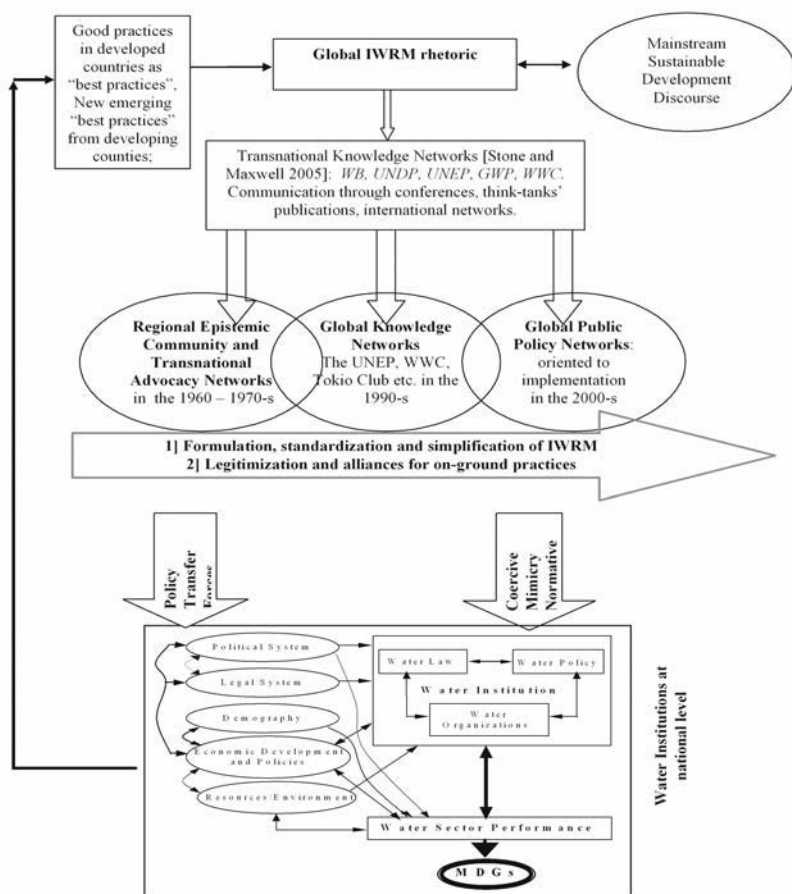 Good practices
in developed
countries as
“best practices”,
New emerging
“best practices”
from developing
counties;
Global IWRM rhetoric
Mainstream
Sustainable
Development
Discourse
Transnational Knowledge Networks [Stone and
Maxwell 2005]: WB, UNDP, UNEP, GWP, WWC.
Communication through conferences, think-tanks’
publications, international networks.
Regional Epistemic
Community and
Transnational
Advocacy Networks
in the 1960 – 1970-s
Global Knowledge
Networks
The UNEP, WWC,
Tokio Club etc. in the
1990-s
Global Public
Policy Networks:
oriented to
implementation
in the 2000-s
1] Formulation, standardization and simplification of IWRM
2] Legitimization and alliances for on-ground practices
Policy
Transfer
Forces
Coercive
Mimicry
Normative
Political System
Legal System
Demography
Economic Development
and Policies
Resources/Environment
Water Law
Water Policy
Water Institution
Water
Organizations
Water Sector Performance
MDGs
Water Institutions at
national level